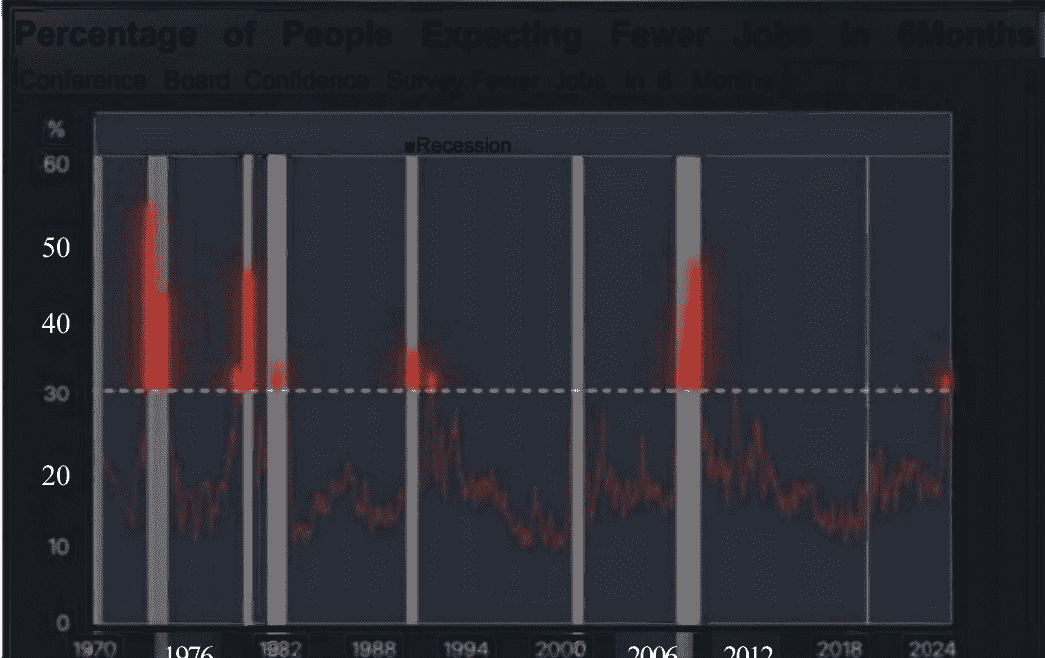 Percentage of People Expecting Fewer Jobs in 6Months
Conference Board Confidence Survey:Fewer Jobs in 6 Months
%
Recession
60
50
40
30
20
10
0
1970 1976 1982 1988 1994 2000 2006 2012 2018 2024